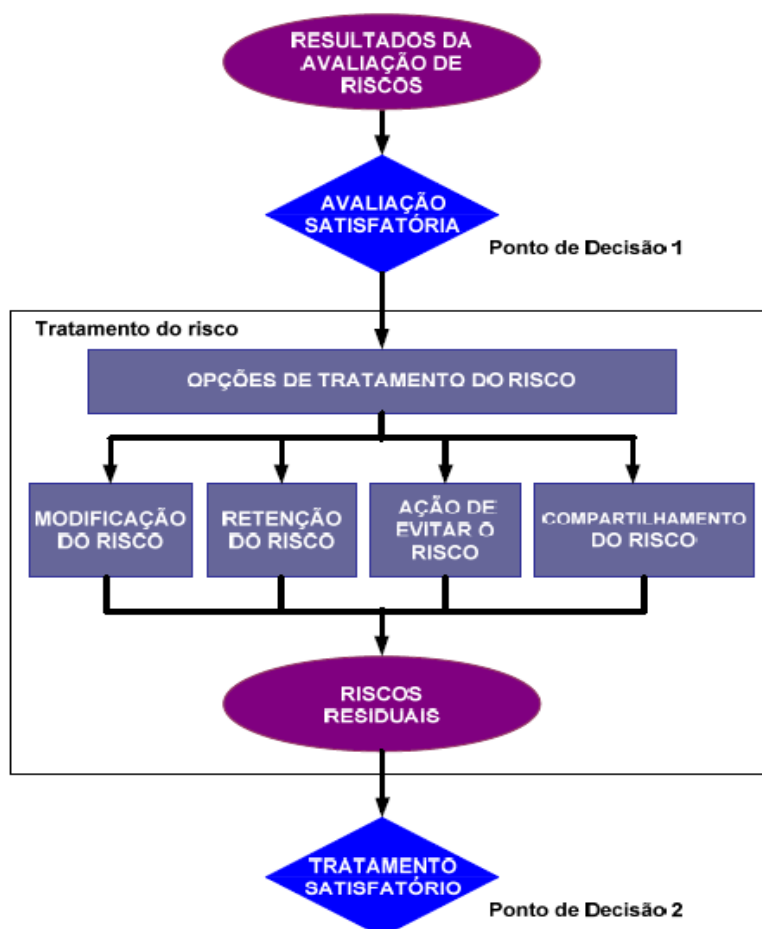 RESULTADOS DA
AVALIAÇÃO DE
RISCOS
AVALIAÇÃO
SATISFATÓRIA
Ponto de Decisão 1
Tratamento do risco
OPÇÕES DE TRATAMENTO DO RISCO
MODIFICAÇÃO
DO RISCO
RETENÇÃO
DO RISCO
AÇÃO DE
EVITAR O
RISCO
COMPARTILHAMENTO
DO RISCO
RISCOS
RESIDUAIS
TRATAMENTO
SATISFATÓRIO
Ponto de Decisão 2